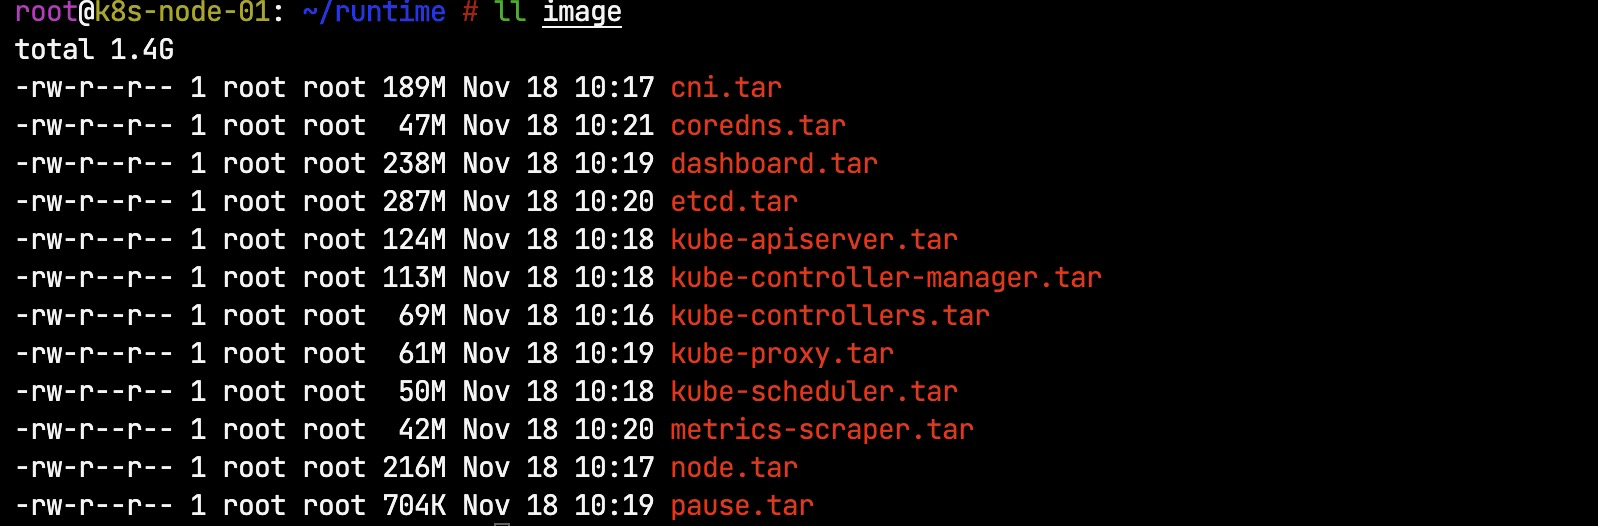 root@k8s-node-01: ~/runtime # ll image
total 1.4G
-rw-r--r-- 1 root root 189M Nov 18 10:17 cni.tar
-rw-r--r-- 1 root root  47M Nov 18 10:21 coredns.tar
-rw-r--r-- 1 root root 238M Nov 18 10:19 dashboard.tar
-rw-r--r-- 1 root root 287M Nov 18 10:20 etcd.tar
-rw-r--r-- 1 root root 124M Nov 18 10:18 kube-apiserver.tar
-rw-r--r-- 1 root root 113M Nov 18 10:18 kube-controller-manager.tar
-rw-r--r-- 1 root root  69M Nov 18 10:16 kube-controllers.tar
-rw-r--r-- 1 root root  61M Nov 18 10:19 kube-proxy.tar
-rw-r--r-- 1 root root  50M Nov 18 10:18 kube-scheduler.tar
-rw-r--r-- 1 root root  42M Nov 18 10:20 metrics-scraper.tar
-rw-r--r-- 1 root root 216M Nov 18 10:17 node.tar
-rw-r--r-- 1 root root 704K Nov 18 10:19 pause.tar